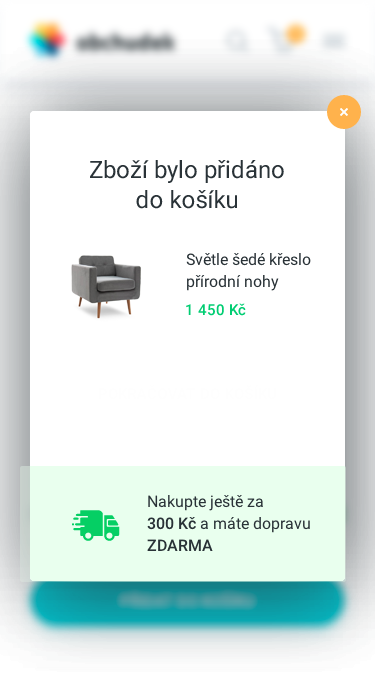 obchudek
Zboží bylo přidáno
do košíku
Světle šedé křeslo
přírodní nohy
1 450 Kč
Nakupte ještě za
300 Kč a máte dopravu
ZDARMA